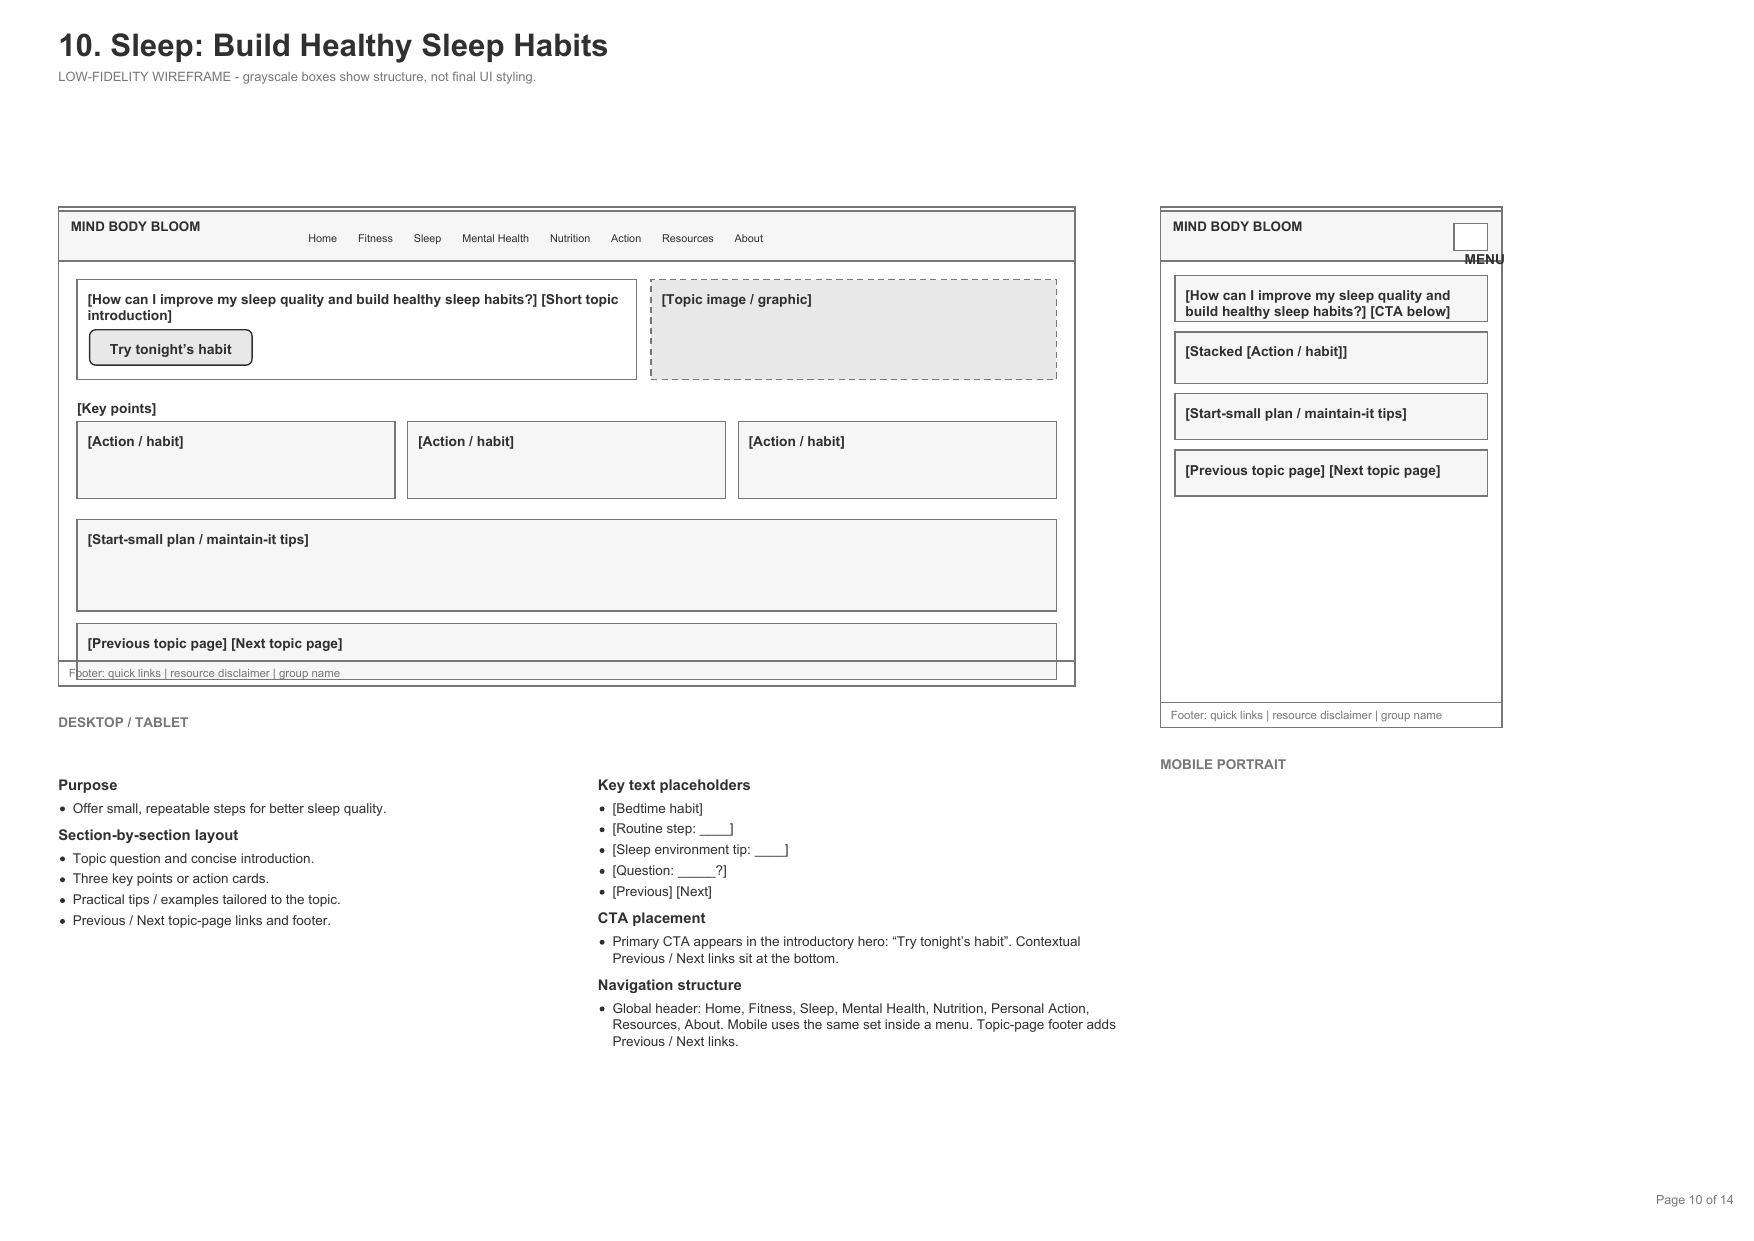 10. Sleep: Build Healthy Sleep Habits
LOW-FIDELITY WIREFRAME - grayscale boxes show structure, not final UI styling.
MIND BODY BLOOM
Home Fitness Sleep Mental Health Nutrition Action Resources About
[How can I improve my sleep quality and build healthy sleep habits?] [Short topic
introduction]
Try tonight’s habit
[Topic image / graphic]
[Key points]
[Action / habit]
[Action / habit]
[Action / habit]
[Start-small plan / maintain-it tips]
[Previous topic page] [Next topic page]
Footer: quick links | resource disclaimer | group name
DESKTOP / TABLET
MIND BODY BLOOM
MENU
[How can I improve my sleep quality and
build healthy sleep habits?] [CTA below]
[Stacked [Action / habit]]
[Start-small plan / maintain-it tips]
[Previous topic page] [Next topic page]
Footer: quick links | resource disclaimer | group name
MOBILE PORTRAIT
Purpose
• Offer small, repeatable steps for better sleep quality.
Section-by-section layout
• Topic question and concise introduction.
• Three key points or action cards.
• Practical tips / examples tailored to the topic.
• Previous / Next topic-page links and footer.
Key text placeholders
• [Bedtime habit]
• [Routine step: ____]
• [Sleep environment tip: ____]
• [Question: _____?]
• [Previous] [Next]
CTA placement
• Primary CTA appears in the introductory hero: “Try tonight’s habit”. Contextual
Previous / Next links sit at the bottom.
Navigation structure
• Global header: Home, Fitness, Sleep, Mental Health, Nutrition, Personal Action,
Resources, About. Mobile uses the same set inside a menu. Topic-page footer adds
Previous / Next links.
Page 10 of 14